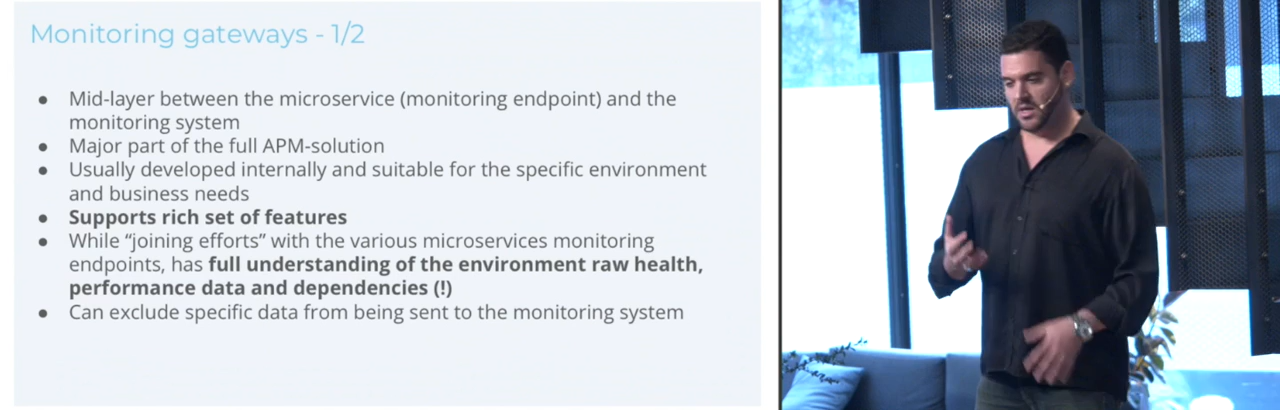 Monitoring gateways - 1/2
● Mid-layer between the microservice (monitoring endpoint) and the
monitoring system
● Major part of the full APM-solution
● Usually developed internally and suitable for the specific environment
and business needs
● Supports rich set of features
● While “joining efforts” with the various microservices monitoring
endpoints, has full understanding of the environment raw health,
performance data and dependencies (!)
● Can exclude specific data from being sent to the monitoring system